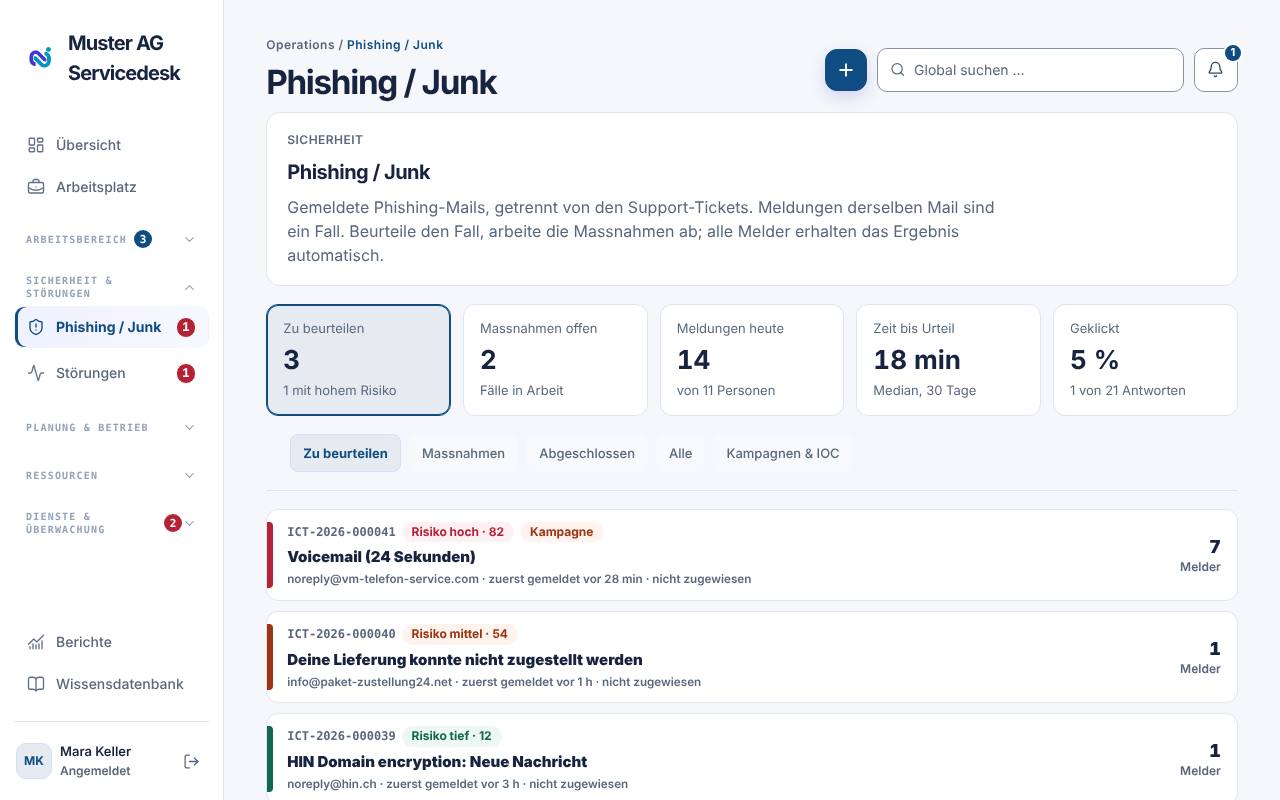 Muster AG
Servicedesk
Übersicht
Arbeitsplatz
ARBEITSBEREICH 3
SICHERHEIT &
STÖRUNGEN
Phishing / Junk 1
Störungen 1
PLANUNG & BETRIEB
RESSOURCEN
DIENSTE &
ÜBERWACHUNG 2
Berichte
Wissensdatenbank
MK
Mara Keller
Angemeldet
Operations / Phishing / Junk
Phishing / Junk
Global suchen ...
1
SICHERHEIT
Phishing / Junk
Gemeldete Phishing-Mails, getrennt von den Support-Tickets. Meldungen derselben Mail sind
ein Fall. Beurteile den Fall, arbeite die Massnahmen ab; alle Melder erhalten das Ergebnis
automatisch.
Zu beurteilen
3
1 mit hohem Risiko
Massnahmen offen
2
Fälle in Arbeit
Meldungen heute
14
von 11 Personen
Zeit bis Urteil
18 min
Median, 30 Tage
Geklickt
5 %
1 von 21 Antworten
Zu beurteilen Massnahmen Abgeschlossen Alle Kampagnen & IOC
ICT-2026-000041 Risiko hoch · 82 Kampagne
Voicemail (24 Sekunden)
noreply@vm-telefon-service.com · zuerst gemeldet vor 28 min · nicht zugewiesen
7
Melder
ICT-2026-000040 Risiko mittel · 54
Deine Lieferung konnte nicht zugestellt werden
info@paket-zustellung24.net · zuerst gemeldet vor 1 h · nicht zugewiesen
1
Melder
ICT-2026-000039 Risiko tief · 12
HIN Domain encryption: Neue Nachricht
noreply@hin.ch · zuerst gemeldet vor 3 h · nicht zugewiesen
1
Melder